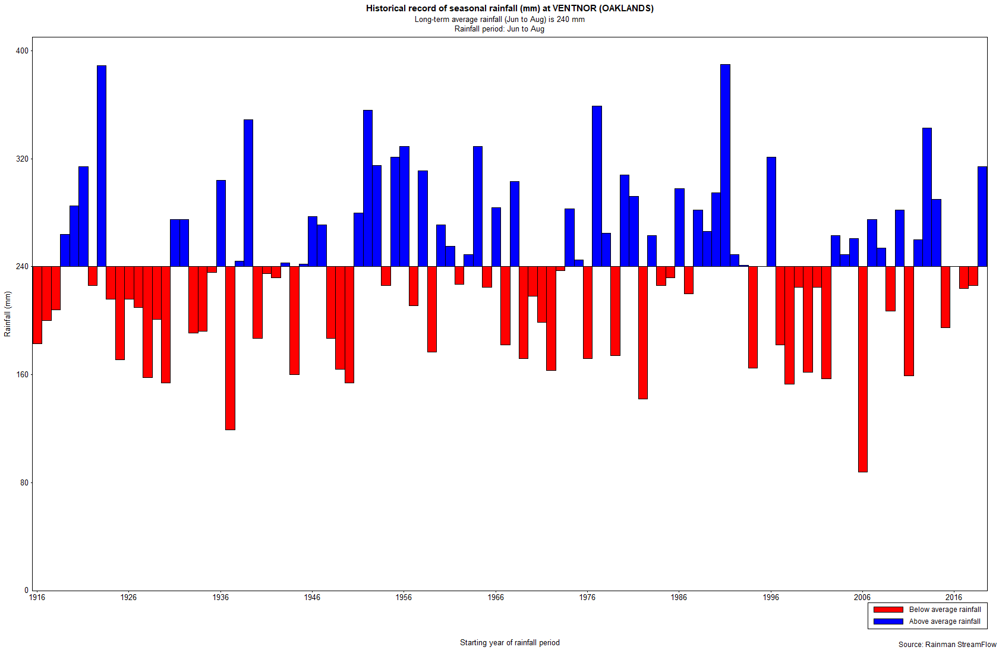 Historical record of seasonal rainfall (mm) at VENTNOR (OAKLANDS)
Long-term average rainfall (Jun to Aug) is 240 mm
Rainfall period: Jun to Aug
400
320
240
160
80
0
Rainfall (mm)
1916 1926 1936 1946 1956 1966 1976 1986 1996 2006 2016
Below average rainfall
Above average rainfall
Starting year of rainfall period
Source: Rainman StreamFlow